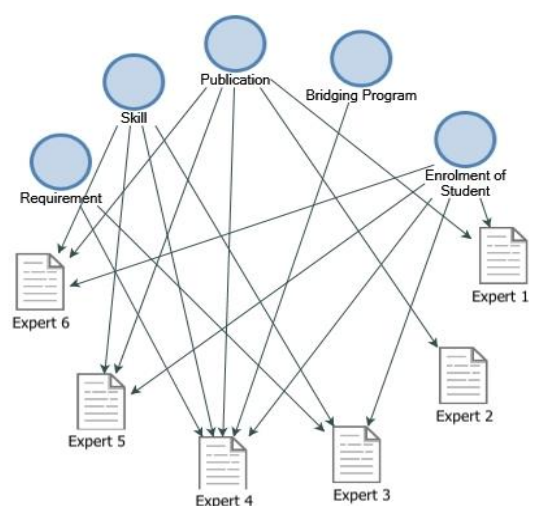 Publication
Bridging Program
Skill
Enrolment of
Student
Requirement
Expert 1
Expert 6
Expert 2
Expert 5
Expert 3
Expert 4